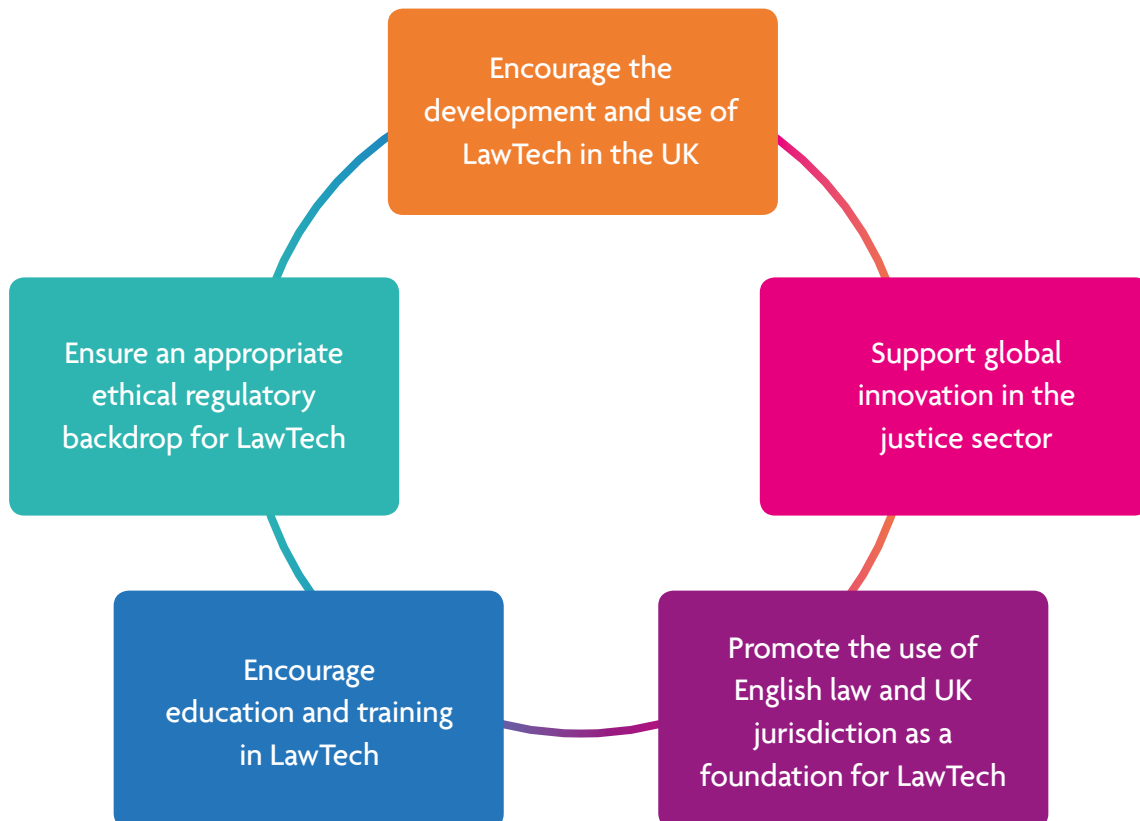 Encourage the
development and use of
LawTech in the UK
Ensure an appropriate
ethical regulatory
backdrop for LawTech
Support global
innovation in the
justice sector
Encourage
education and training
in LawTech
Promote the use of
English law and UK
jurisdiction as a
foundation for LawTech